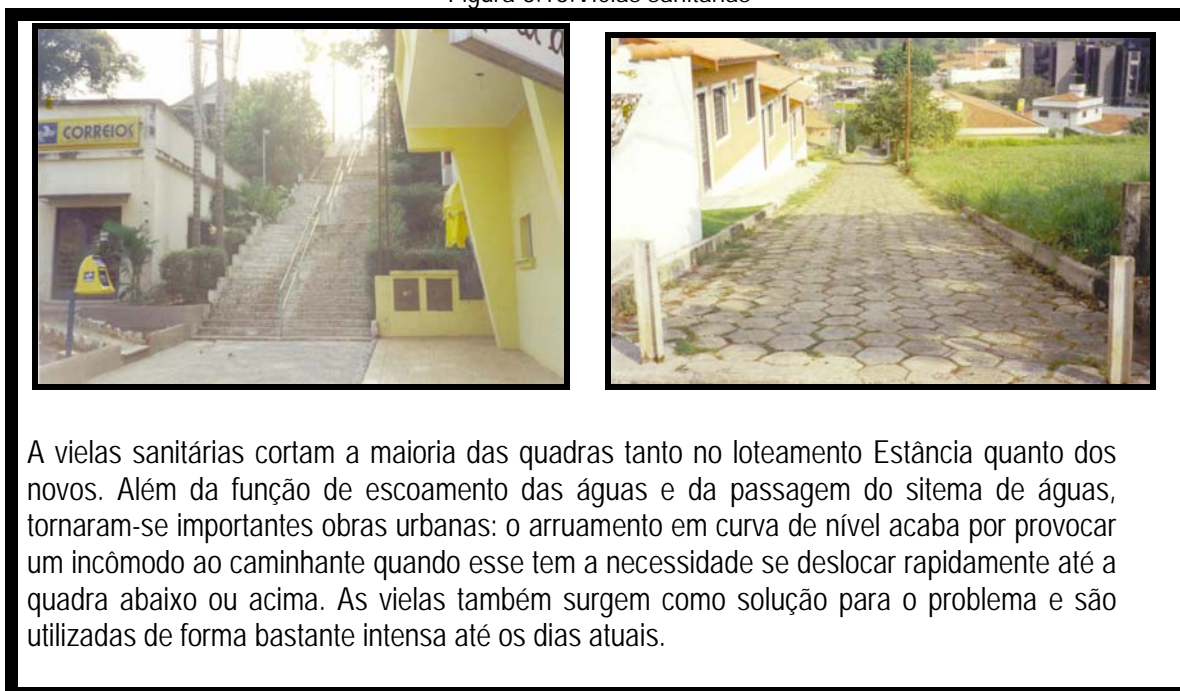 CORREIOS
A vielas sanitárias cortam a maioria das quadras tanto no loteamento Estância quanto dos
novos. Além da função de escoamento das águas e da passagem do sitema de águas,
tornaram-se importantes obras urbanas: o arruamento em curva de nível acaba por provocar
um incômodo ao caminhante quando esse tem a necessidade se deslocar rapidamente até a
quadra abaixo ou acima. As vielas também surgem como solução para o problema e são
utilizadas de forma bastante intensa até os dias atuais.